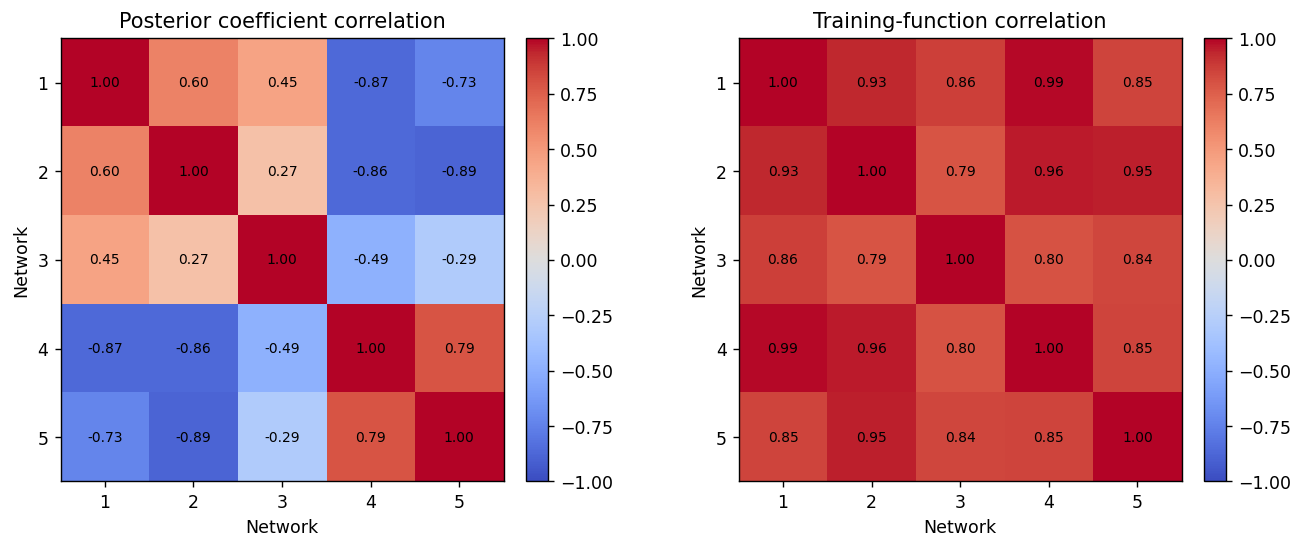 Posterior coefficient correlation
1.00 0.60 0.45 -0.87 -0.73
0.60 1.00 0.27 -0.86 -0.89
0.45 0.27 1.00 -0.49 -0.29
-0.87 -0.86 -0.49 1.00 0.79
-0.73 -0.89 -0.29 0.79 1.00
1
2
3
4
5
Network
1 2 3 4 5
Network
1.00
0.75
0.50
0.25
0.00
−0.25
−0.50
−0.75
−1.00
Training-function correlation
1.00 0.93 0.86 0.99 0.85
0.93 1.00 0.79 0.96 0.95
0.86 0.79 1.00 0.80 0.84
0.99 0.96 0.80 1.00 0.85
0.85 0.95 0.84 0.85 1.00
1
2
3
4
5
Network
1 2 3 4 5
Network
1.00
0.75
0.50
0.25
0.00
−0.25
−0.50
−0.75
−1.00